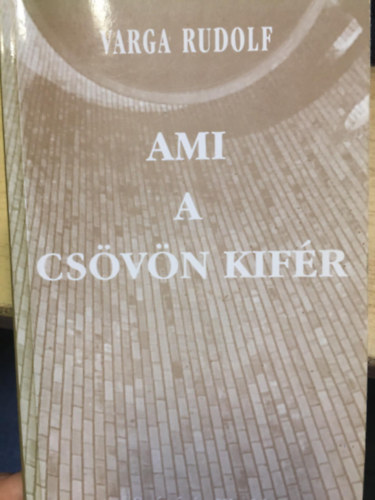 VARGA RUDOLF
AMI
A
CSÖVÖN KIFÉR